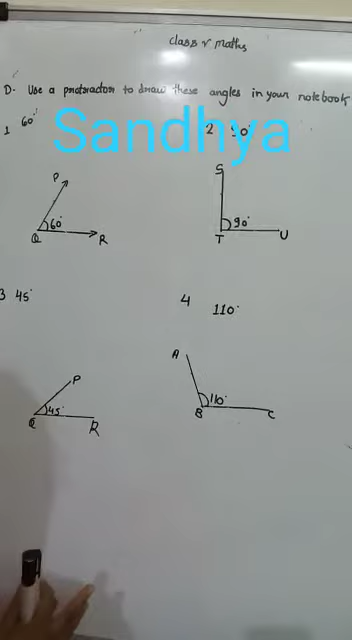 Class V maths
D. Use a protractor to draw these angles in your notebook
Sandhya
1 60°
2 90°
P
60°
Q R
S
90°
T U
3 45°
4 110°
P
45°
Q R
A
110°
B C